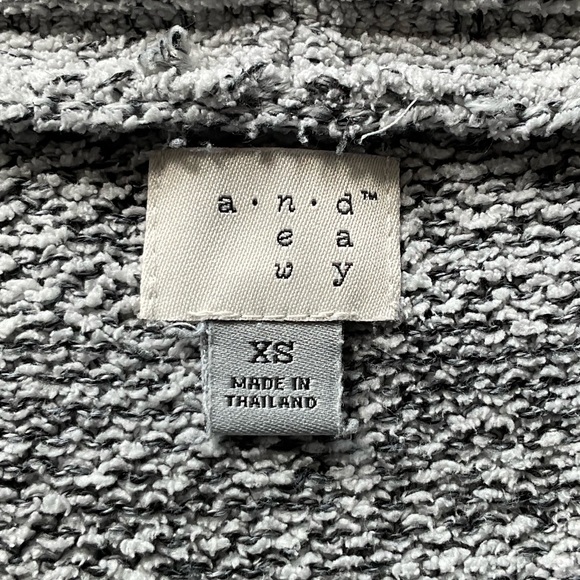 a·n·d™
e a
w y
XS
MADE IN
THAILAND